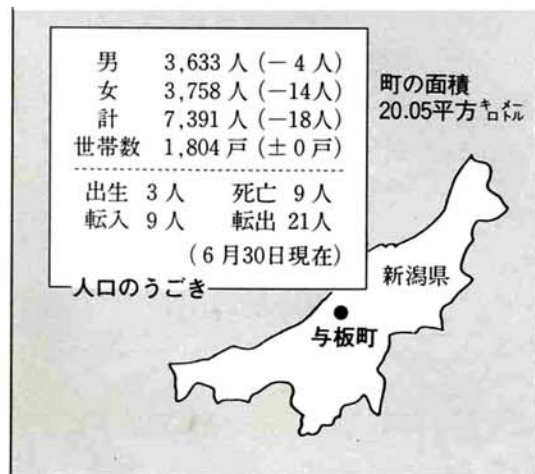 男 3,633人(−4人)
女 3,758人(−14人)
計 7,391人(−18人)
世帯数 1,804戸(±0戸)
出生 3人 死亡 9人
転入 9人 転出 21人
(6月30日現在)
人口のうごき
町の面積
20.05平方キロメートル
新潟県
与板町